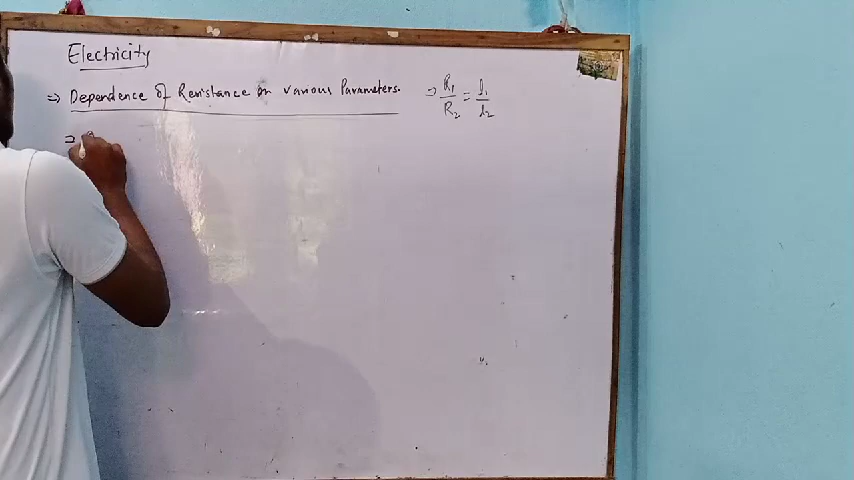 Electricity
⇒ Dependence of Resistance on various Parameters. ⇒ R₁/R₂ = l₁/l₂
⇒